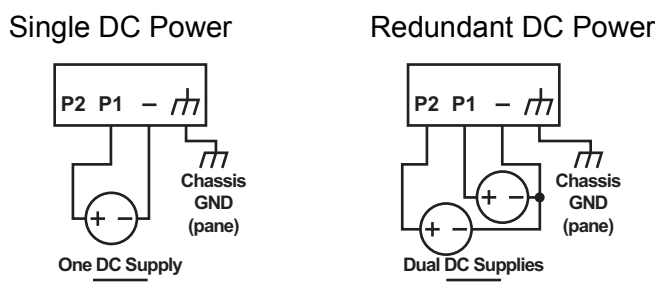 Single DC Power
P2 P1 –
Chassis
GND
(pane)
+ –
One DC Supply
Redundant DC Power
P2 P1 –
Chassis
GND
(pane)
+ –
+ –
Dual DC Supplies